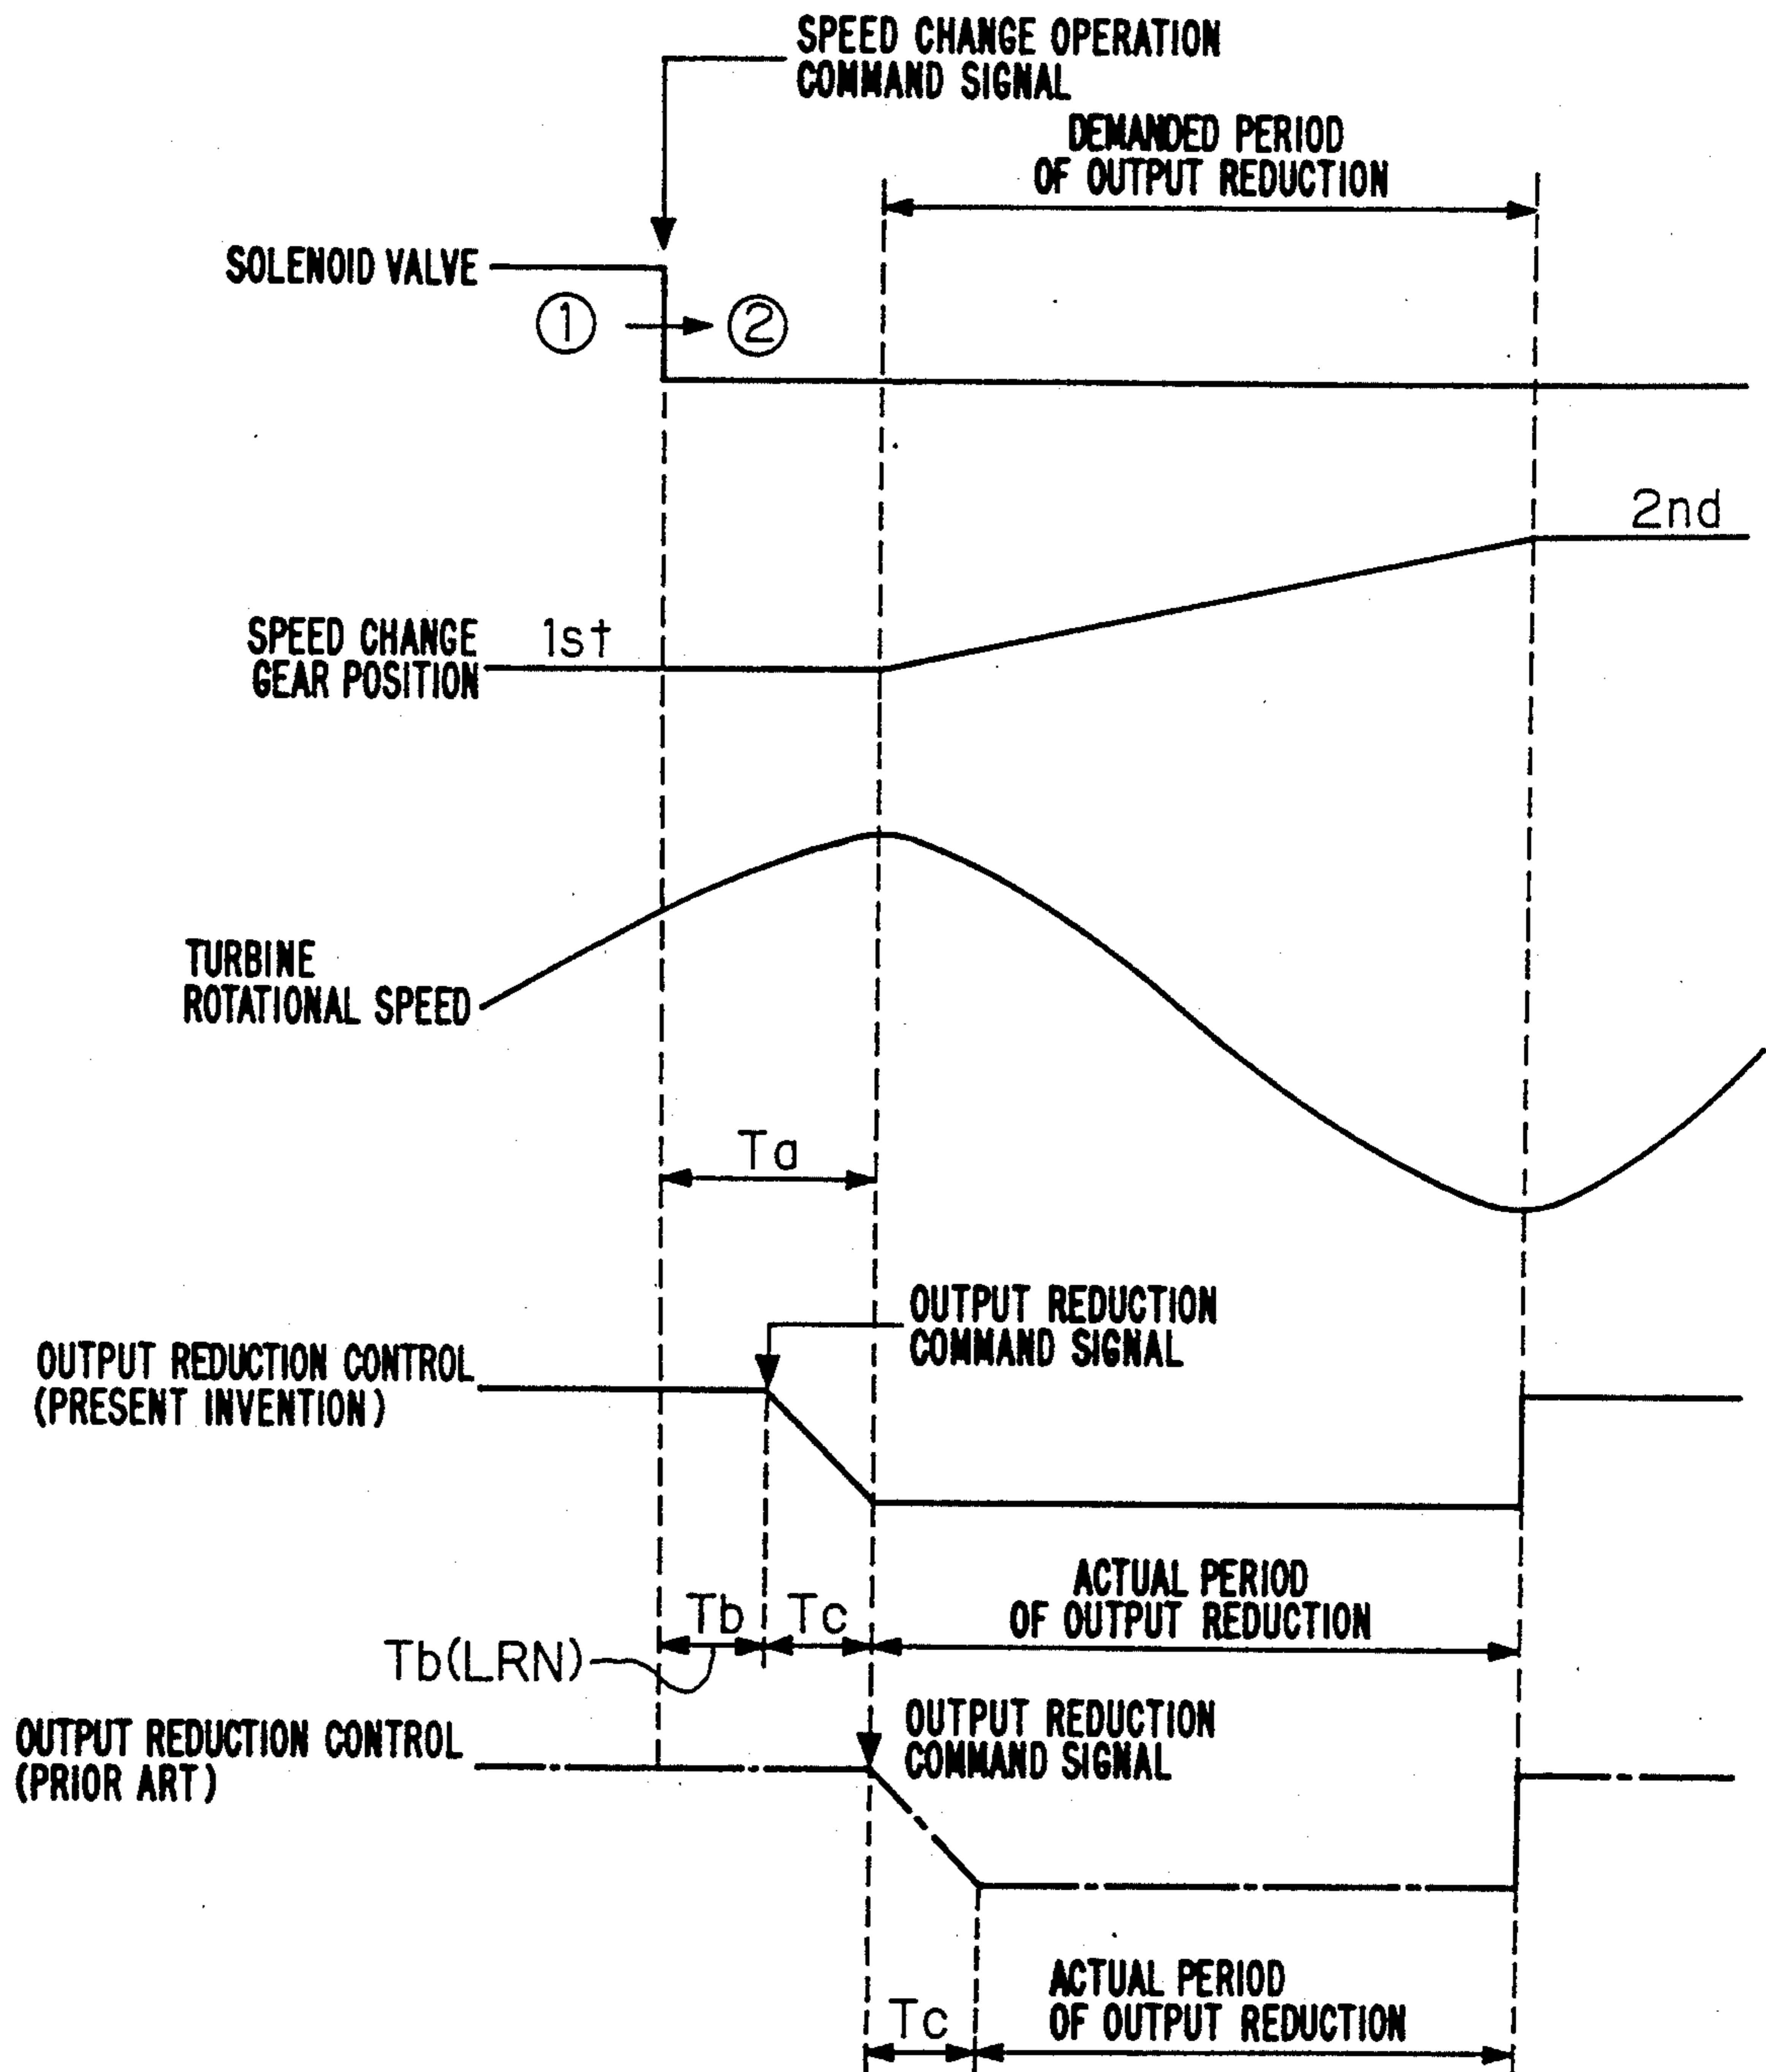 SPEED CHANGE OPERATION
COMMAND SIGNAL
DEMANDED PERIOD
OF OUTPUT REDUCTION
SOLENOID VALVE
① → ②
2nd
SPEED CHANGE
GEAR POSITION
1st
TURBINE
ROTATIONAL SPEED
Ta
OUTPUT REDUCTION
COMMAND SIGNAL
OUTPUT REDUCTION CONTROL
(PRESENT INVENTION)
ACTUAL PERIOD
OF OUTPUT REDUCTION
Tb
Tc
Tb(LRN)
OUTPUT REDUCTION
COMMAND SIGNAL
OUTPUT REDUCTION CONTROL
(PRIOR ART)
ACTUAL PERIOD
OF OUTPUT REDUCTION
Tc